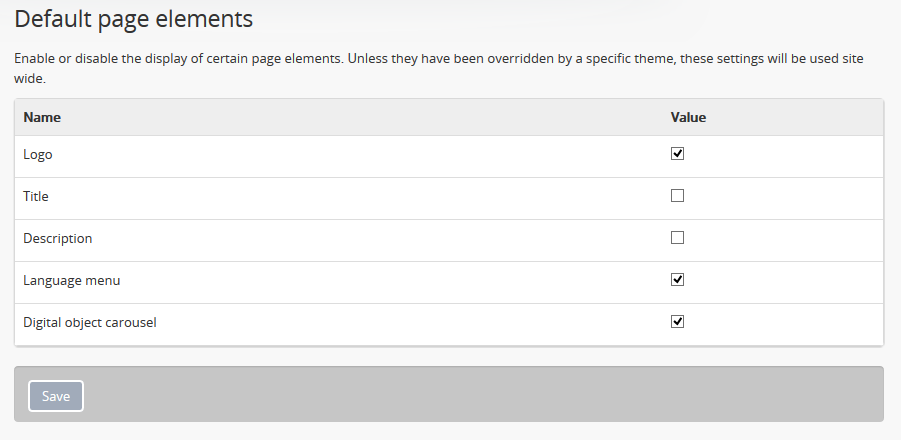 Default page elements
Enable or disable the display of certain page elements. Unless they have been overridden by a specific theme, these settings will be used site
wide.
Name Value
Logo
Title
Description
Language menu
Digital object carousel
Save